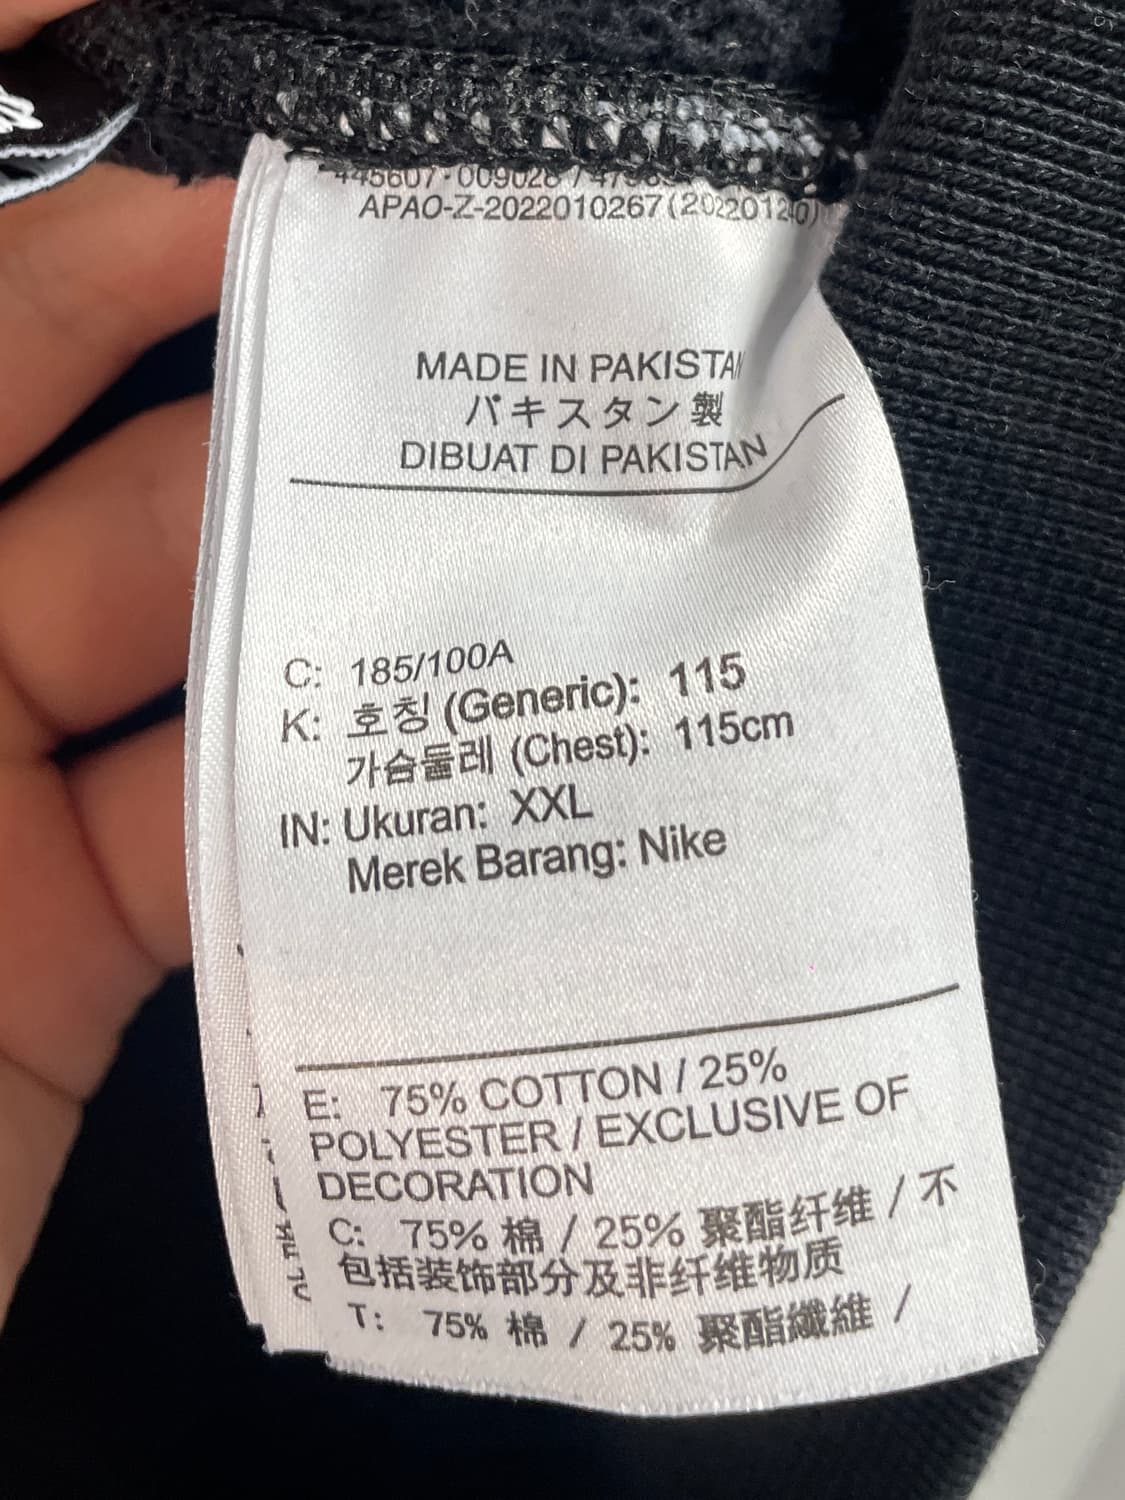 APAO-Z-2022010267(20220120)
MADE IN PAKISTAN
パキスタン製
DIBUAT DI PAKISTAN
C: 185/100A
K: 호칭 (Generic): 115
가슴둘레 (Chest): 115cm
IN: Ukuran: XXL
Merek Barang: Nike
E: 75% COTTON / 25%
POLYESTER / EXCLUSIVE OF
DECORATION
C: 75% 棉 / 25% 聚酯纤维 / 不
包括装饰部分及非纤维物质
T: 75% 棉 / 25% 聚酯纖維 /